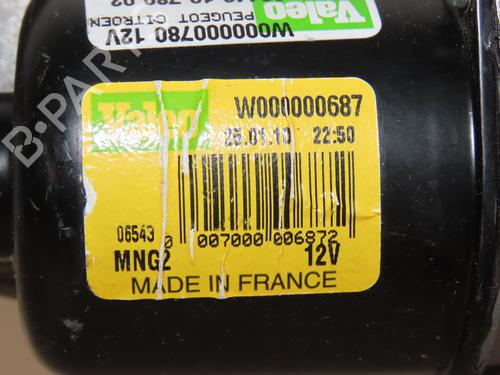 Valeo
PEUGEOT CITROEN
W000000780 12V
Valeo
W000000687
25.01.10 22:50
06543
0 007000 006872
MNG2 12V
MADE IN FRANCE